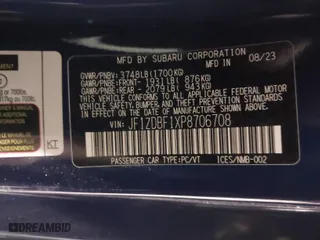 MFD BY SUBARU CORPORATION 08/23
GVWR/PNBV: 3748LB(1700KG)
GAWR/PNBE:FRONT- 1931LB( 876KG)
GAWR/PNBE:REAR- 2079LB( 943KG)
THIS VEHICLE CONFORMS TO ALL APPLICABLE
FEDERAL MOTOR VEHICLE SAFETY,
BUMPER, AND THEFT PREVENTION STANDARDS
IN EFFECT ON THE DATE OF
MANUFACTURE SHOWN ABOVE.
VIN: JF1ZDBF1XP8706708
PASSENGER CAR TYPE:PC/VT ICES/NMB-002
KT
DREAMBID